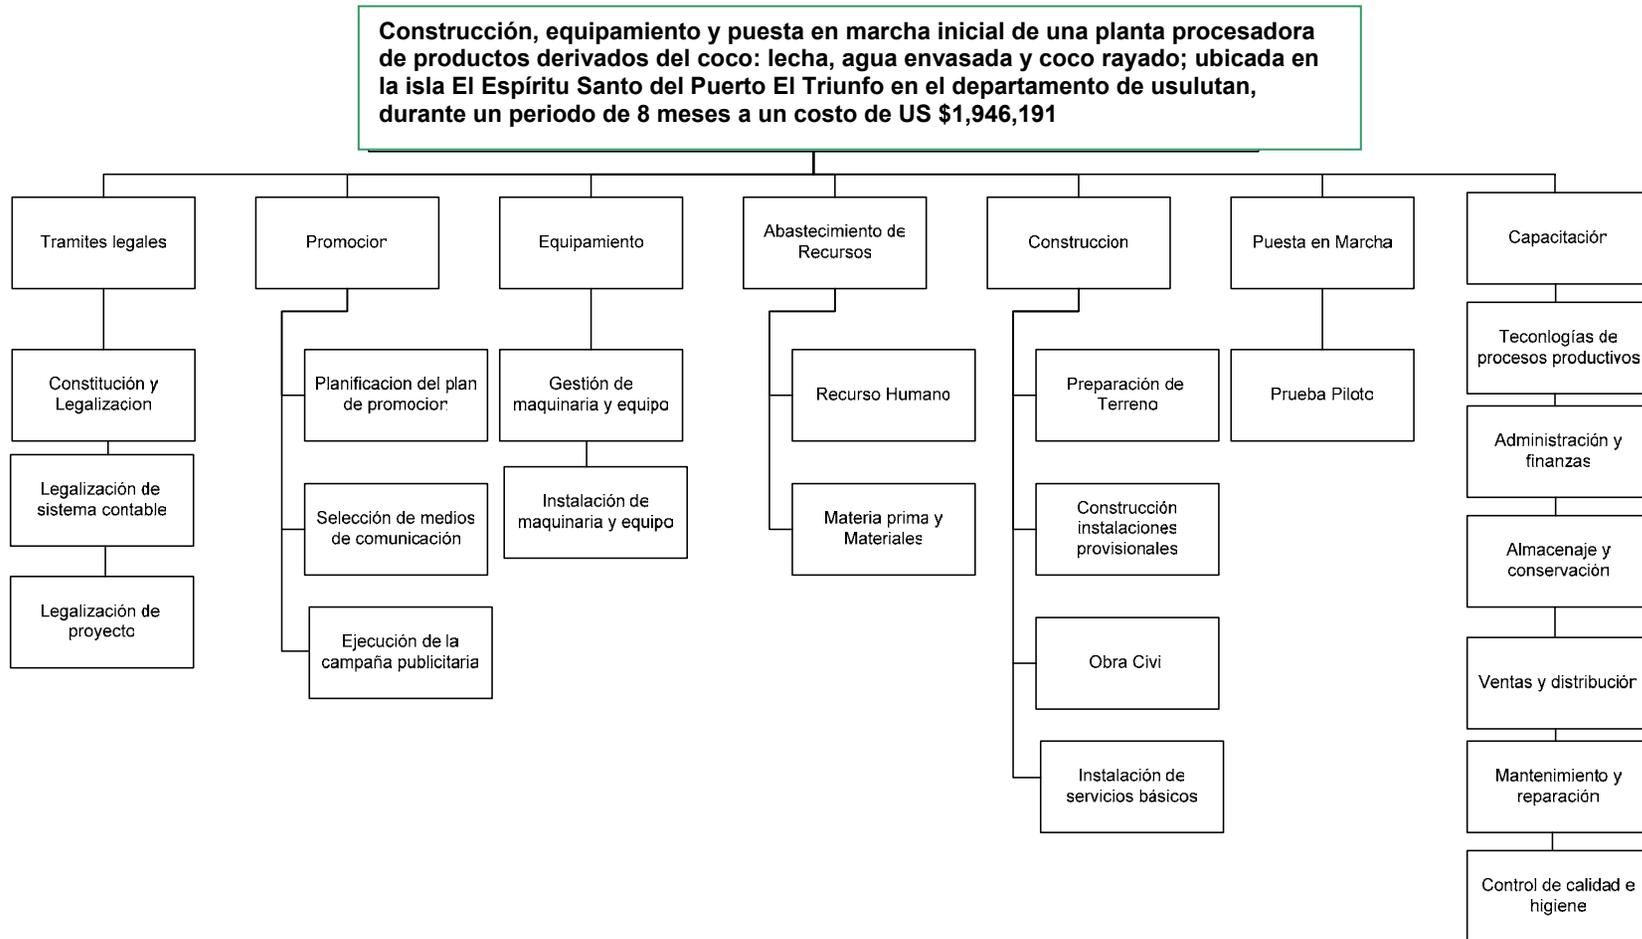 Construcción, equipamiento y puesta en marcha inicial de una planta procesadora
de productos derivados del coco: lecha, agua envasada y coco rayado; ubicada en
la isla El Espíritu Santo del Puerto El Triunfo en el departamento de usulutan,
durante un periodo de 8 meses a un costo de US $1,946,191
Tramites legales
Promocion
Equipamiento
Abastecimiento de
Recursos
Construccion
Puesta en Marcha
Capacitación
Constitución y
Legalizacion
Legalización de
sistema contable
Legalización de
proyecto
Planificacion del plan
de promocion
Selección de medios
de comunicación
Ejecución de la
campaña publicitaria
Gestión de
maquinaria y equipo
Instalación de
maquinaria y equipo
Recurso Humano
Materia prima y
Materiales
Preparación de
Terreno
Construcción
instalaciones
provisionales
Obra Civi
Instalación de
servicios básicos
Prueba Piloto
Teconlogías de
procesos productivos
Administración y
finanzas
Almacenaje y
conservación
Ventas y distribución
Mantenimiento y
reparación
Control de calidad e
higiene